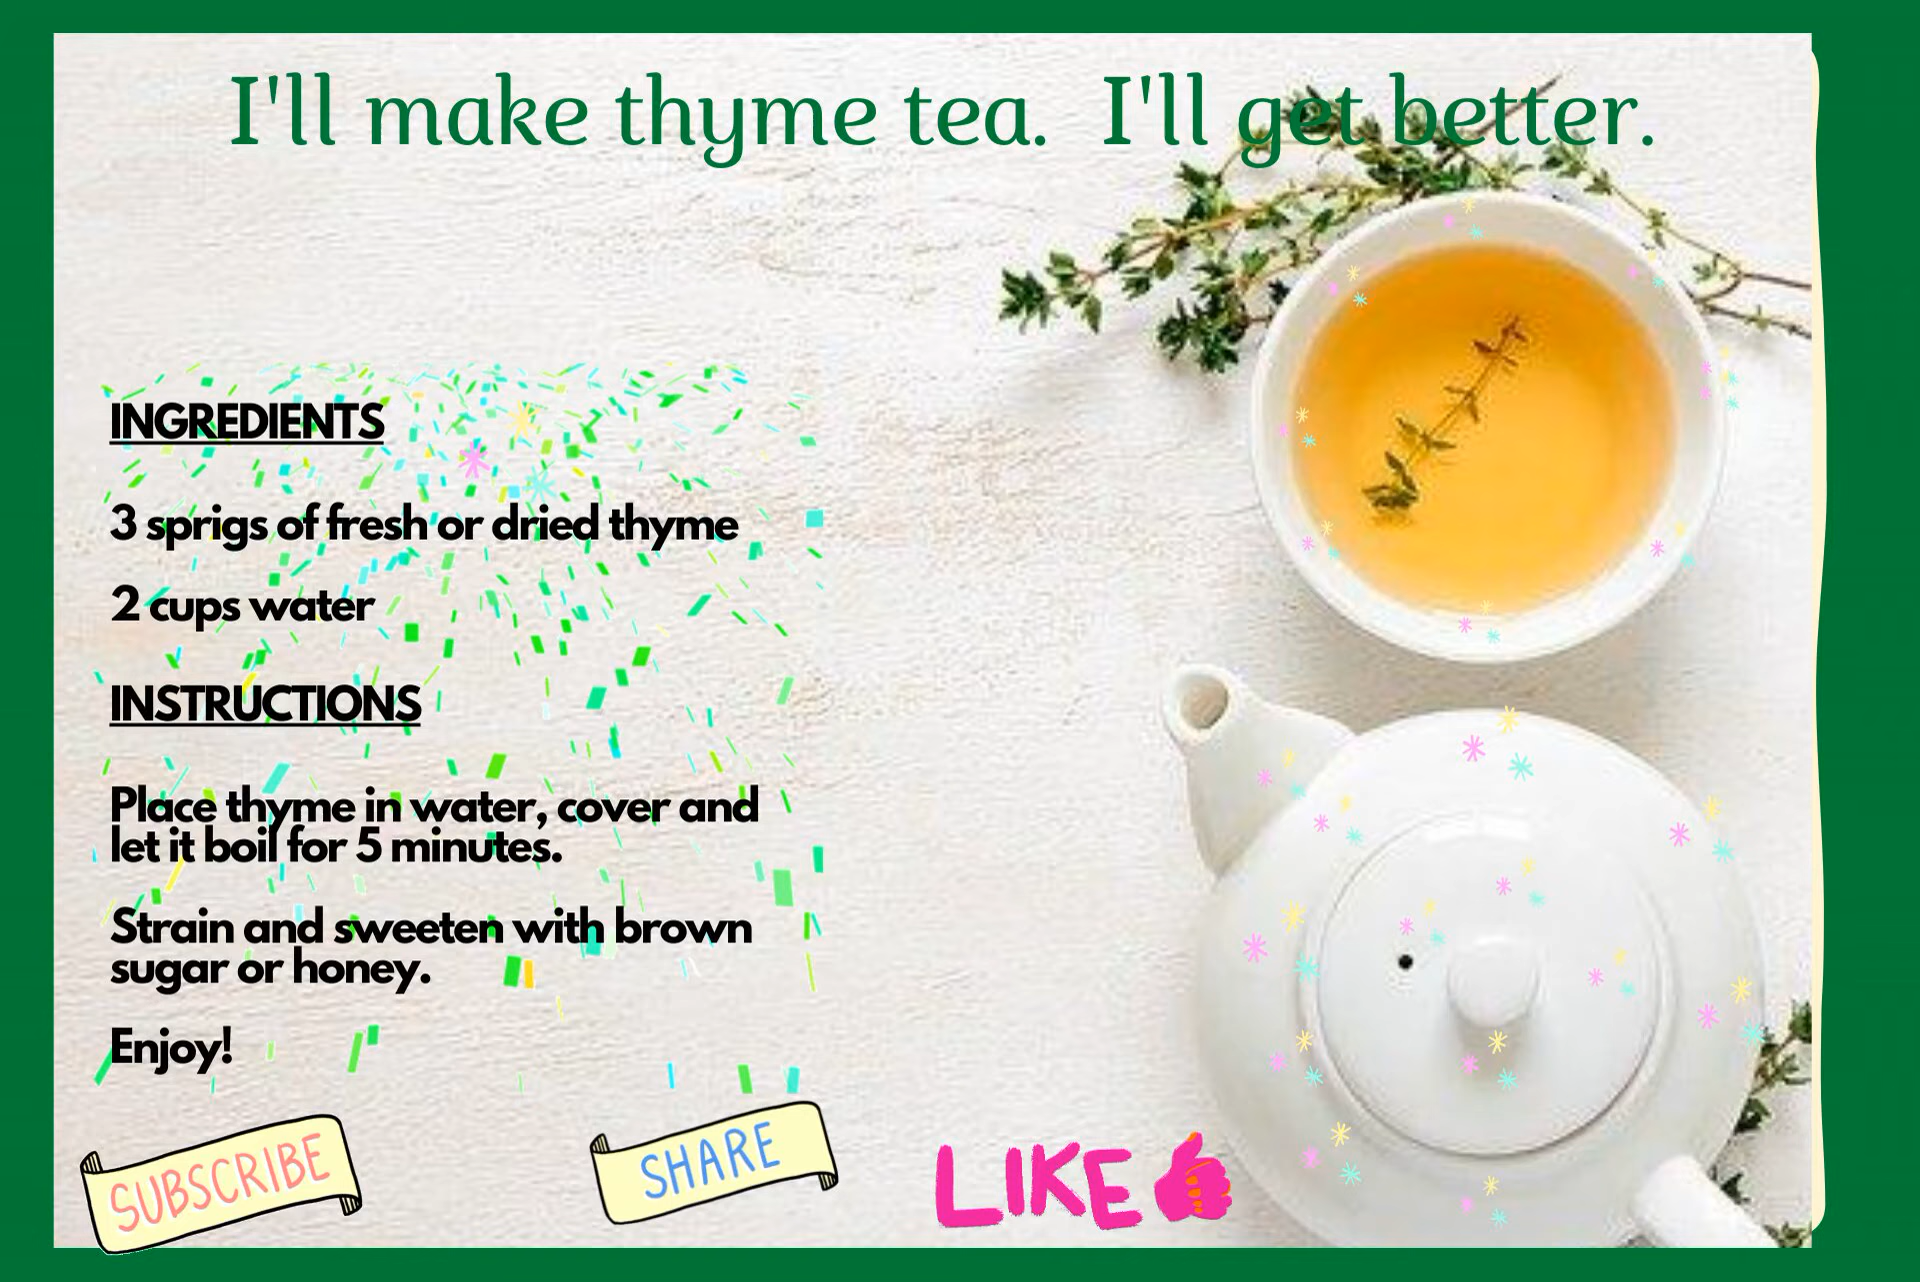 I'll make thyme tea.  I'll get better.
INGREDIENTS
3 sprigs of fresh or dried thyme
2 cups water
INSTRUCTIONS
Place thyme in water, cover and
let it boil for 5 minutes.
Strain and sweeten with brown
sugar or honey.
Enjoy!
SUBSCRIBE
SHARE
LIKE